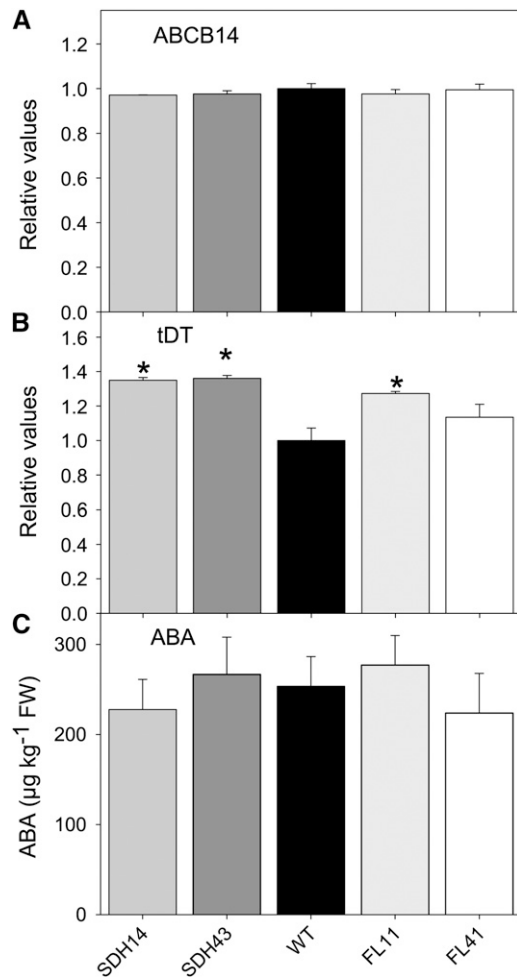 A
ABCB14
Relative values
1.2
1.0
0.8
0.6
0.4
0.2
0.0
B
tDT
*
*
*
Relative values
1.6
1.4
1.2
1.0
0.8
0.6
0.4
0.2
0.0
C
ABA
ABA (µg kg⁻¹ FW)
300
200
100
0
SDH14
SDH43
WT
FL11
FL41